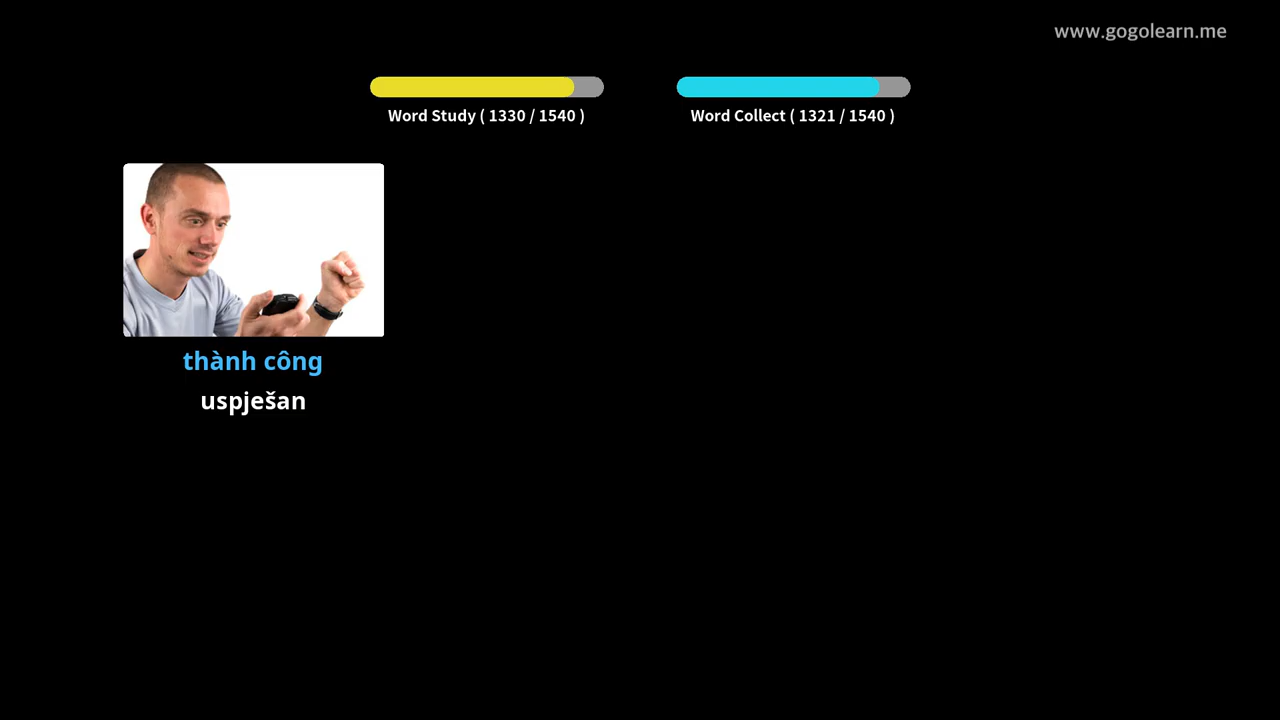 www.gogolearn.me
Word Study ( 1330 / 1540 )
Word Collect ( 1321 / 1540 )
thành công
uspješan